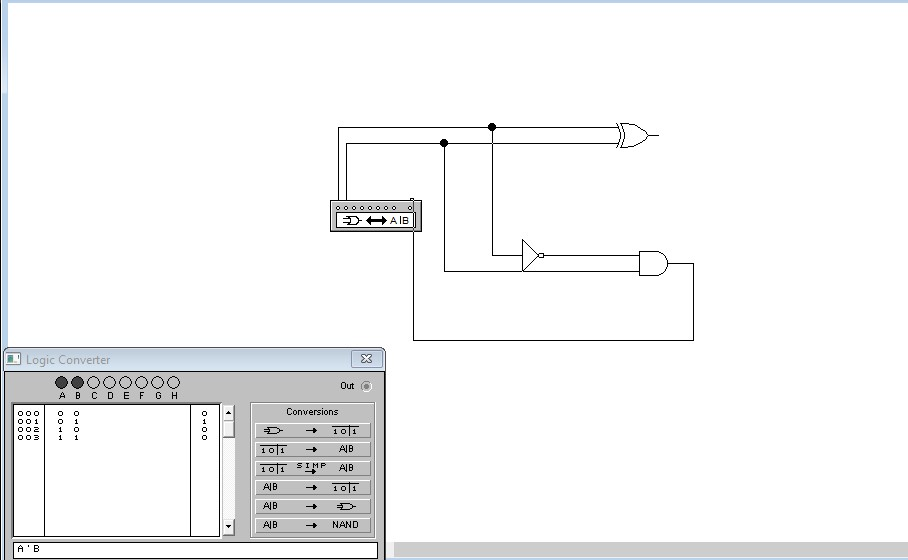 A|B
Logic Converter
Out
A B C D E F G H
Conversions
000 0 0 0
001 0 1 1
002 1 0 0
003 1 1 0
→ 1 0 1
1 0 1 → A|B
1 0 1 SIMP → A|B
A|B → 1 0 1
A|B →
A|B → NAND
A'B